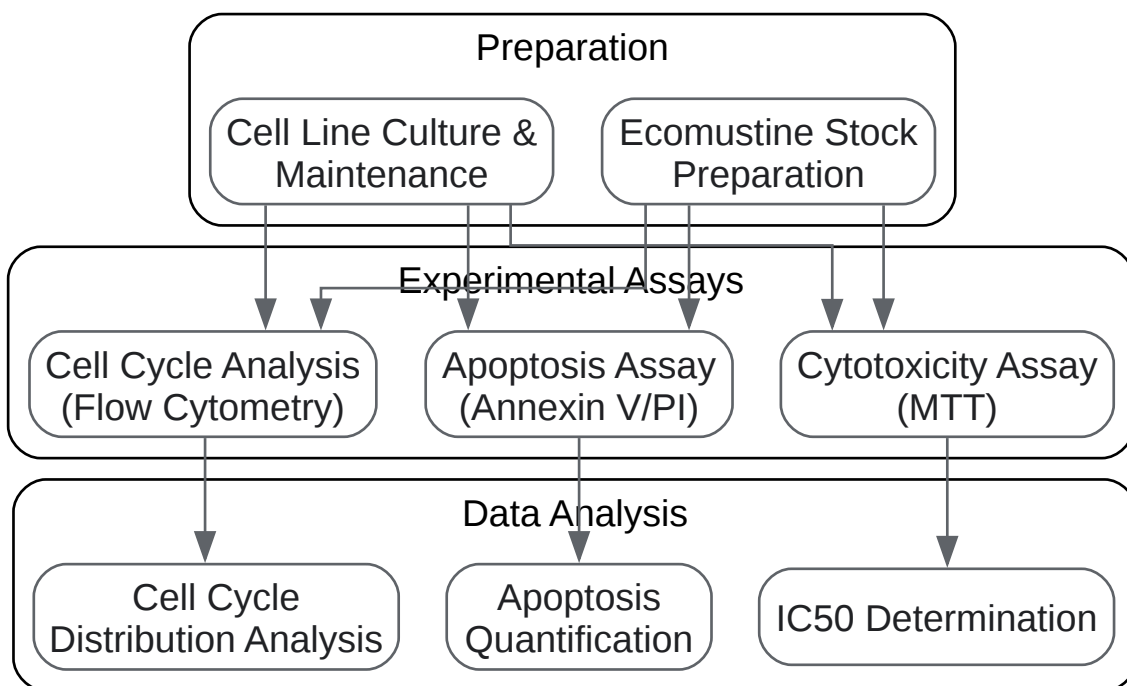 Preparation
Cell Line Culture &
Maintenance
Ecomustine Stock
Preparation
Experimental Assays
Cell Cycle Analysis
(Flow Cytometry)
Apoptosis Assay
(Annexin V/PI)
Cytotoxicity Assay
(MTT)
Data Analysis
Cell Cycle
Distribution Analysis
Apoptosis
Quantification
IC50 Determination